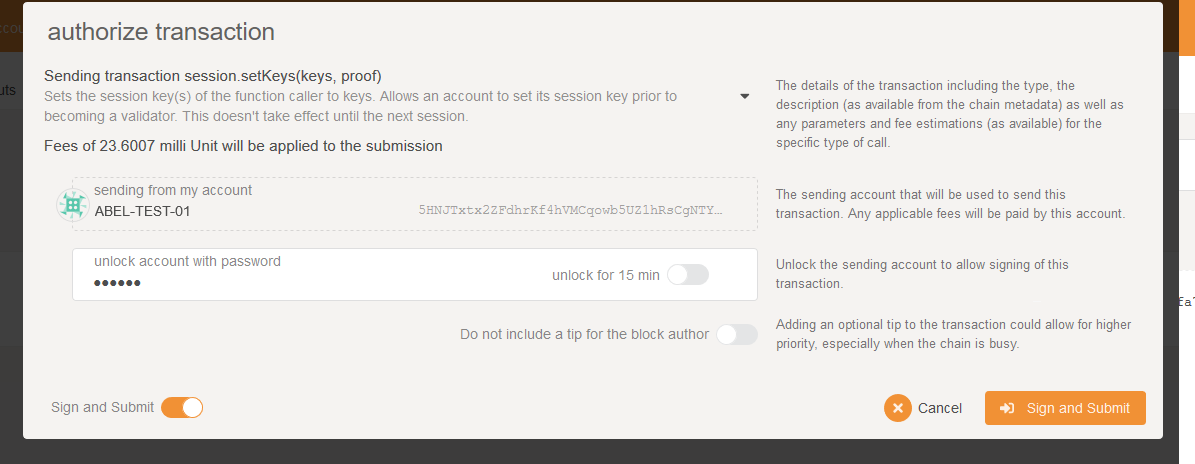 authorize transaction
Sending transaction session.setKeys(keys, proof)
Sets the session key(s) of the function caller to keys. Allows an account to set its session key prior to
becoming a validator. This doesn't take effect until the next session.
Fees of 23.6007 milli Unit will be applied to the submission
The details of the transaction including the type, the
description (as available from the chain metadata) as well as
any parameters and fee estimations (as available) for the
specific type of call.
sending from my account
ABEL-TEST-01
5HNJTxtx2ZFdhrKf4hVMCqowb5UZ1hRsCgNTY…
The sending account that will be used to send this
transaction. Any applicable fees will be paid by this account.
unlock account with password
••••••
unlock for 15 min
Unlock the sending account to allow signing of this
transaction.
Do not include a tip for the block author
Adding an optional tip to the transaction could allow for higher
priority, especially when the chain is busy.
Sign and Submit
Cancel
Sign and Submit